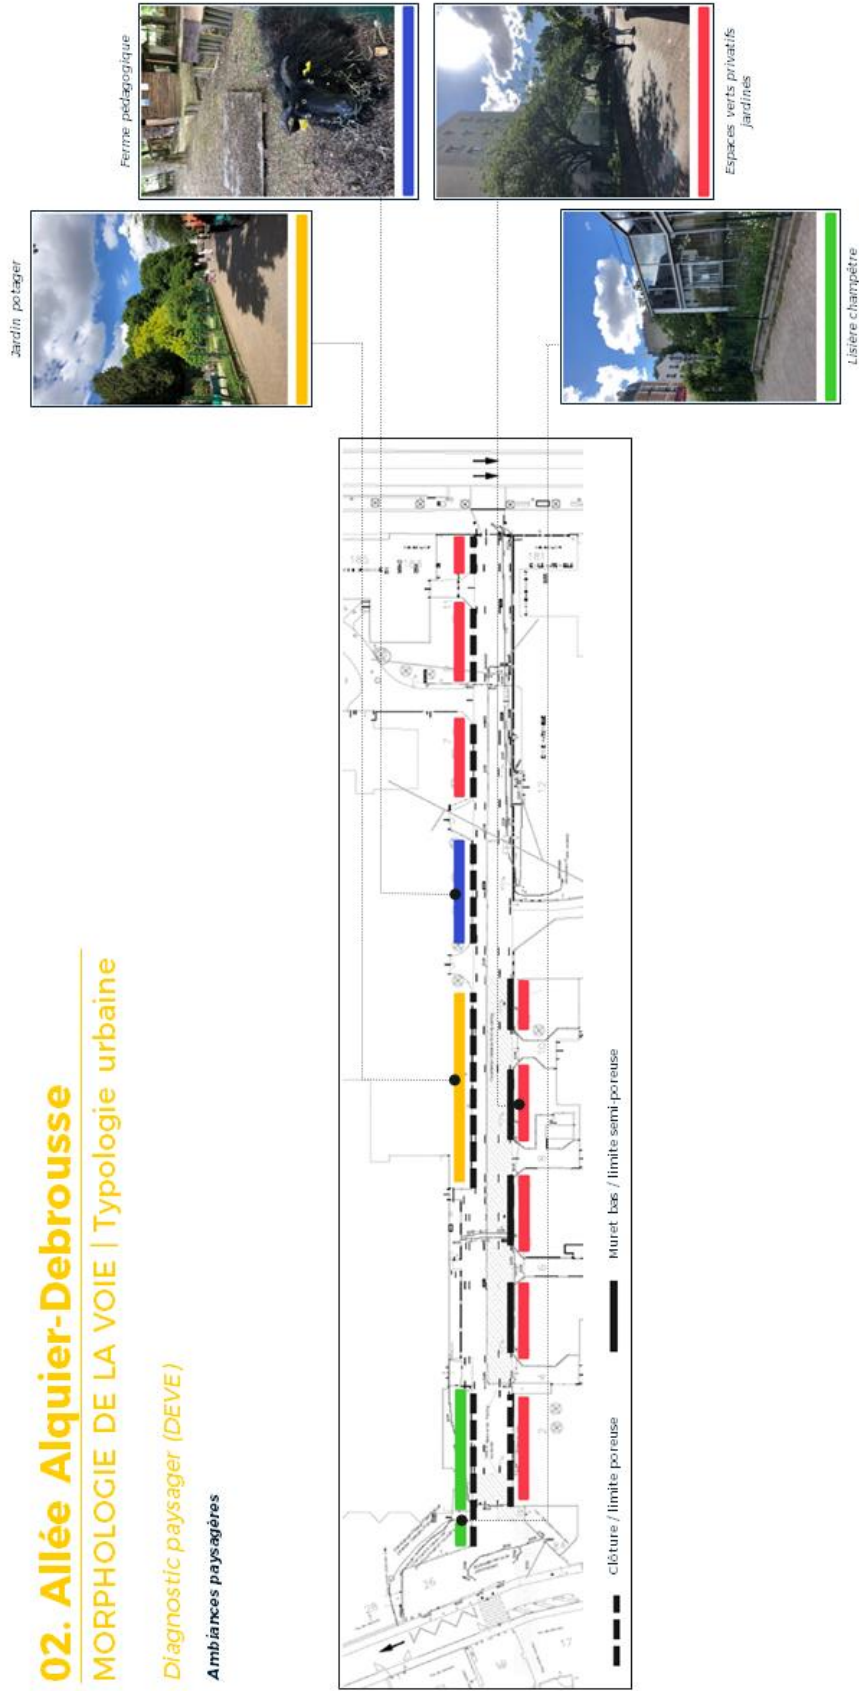 02. Allée Alquier-Debrousse
MORPHOLOGIE DE LA VOIE | Typologie urbaine
Diagnostic paysager (DEVE)
Ambiances paysagères
Jardin potager
Ferme pédagogique
Espaces verts privatifs
jardinés
Lisière champêtre
clôture / limite poreuse
Muret bas / limite semi-poreuse